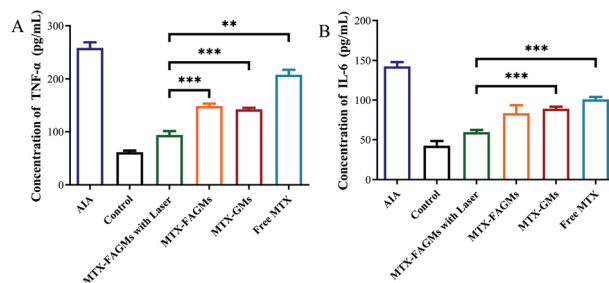 A
Concentration of TNF-α (pg/mL)
300
200
100
0
**
***
***
AIA
Control
MTX-FAGMs with Laser
MTX-FAGMs
MTX-GMs
Free MTX
B
Concentration of IL-6 (pg/mL)
200
150
100
50
0
***
***
AIA
Control
MTX-FAGMs with Laser
MTX-FAGMs
MTX-GMs
Free MTX